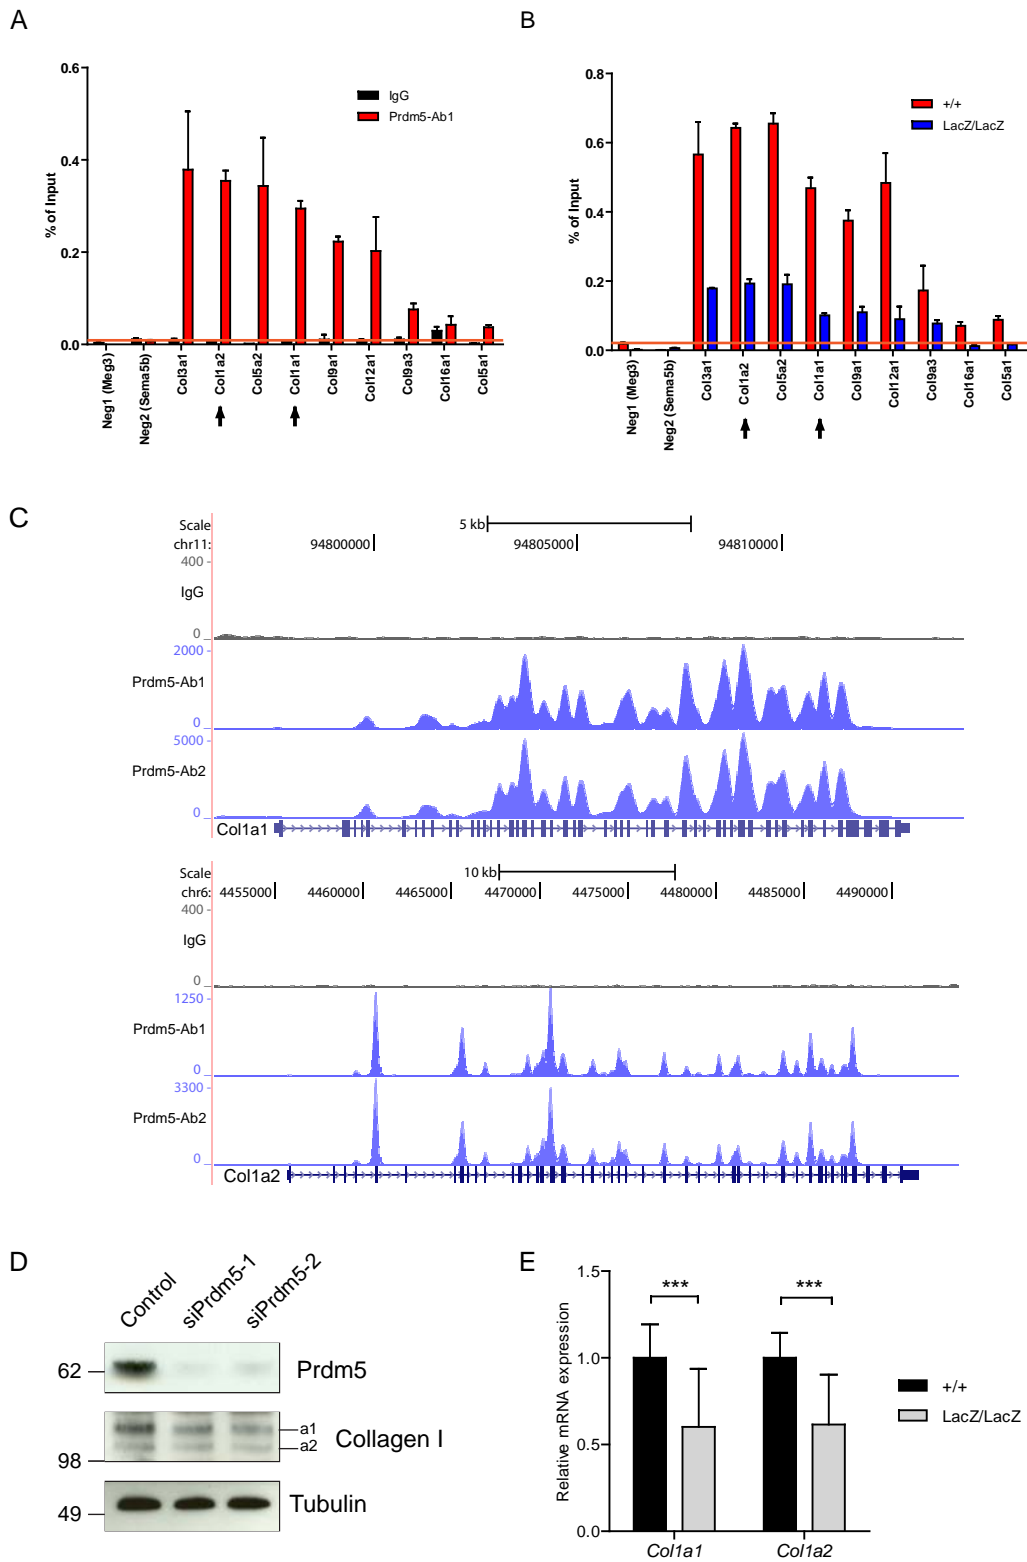 A
B
0.6
0.4
0.2
0.0
% of Input
IgG
Prdm5-Ab1
Neg1 (Meg3)
Neg2 (Sema5b)
Col3a1
Col1a2
Col5a2
Col1a1
Col9a1
Col12a1
Col9a3
Col16a1
Col5a1
0.8
0.6
0.4
0.2
0.0
% of Input
+/+
LacZ/LacZ
Neg1 (Meg3)
Neg2 (Sema5b)
Col3a1
Col1a2
Col5a2
Col1a1
Col9a1
Col12a1
Col9a3
Col16a1
Col5a1
C
Scale 5 kb
chr11: 94800000 94805000 94810000
400
IgG
0
2000
Prdm5-Ab1
0
5000
Prdm5-Ab2
0
Col1a1
Scale 10 kb
chr6: 4455000 4460000 4465000 4470000 4475000 4480000 4485000 4490000
400
IgG
0
1250
Prdm5-Ab1
0
3300
Prdm5-Ab2
0
Col1a2
D
Control
siPrdm5-1
siPrdm5-2
62
Prdm5
a1
a2
Collagen I
98
49
Tubulin
E
1.5
1.0
0.5
0.0
Relative mRNA expression
***
***
+/+
LacZ/LacZ
Col1a1
Col1a2